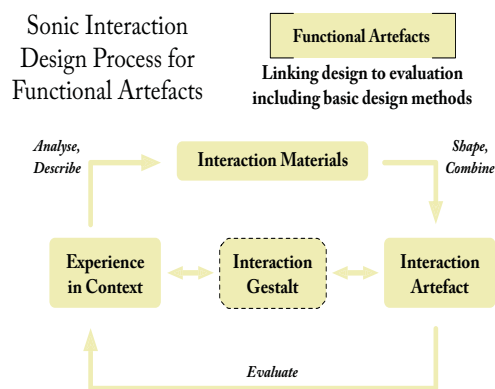 Sonic Interaction
Design Process for
Functional Artefacts
Functional Artefacts
Linking design to evaluation
including basic design methods
Analyse,
Describe
Interaction Materials
Shape,
Combine
Experience
in Context
Interaction
Gestalt
Interaction
Artefact
Evaluate